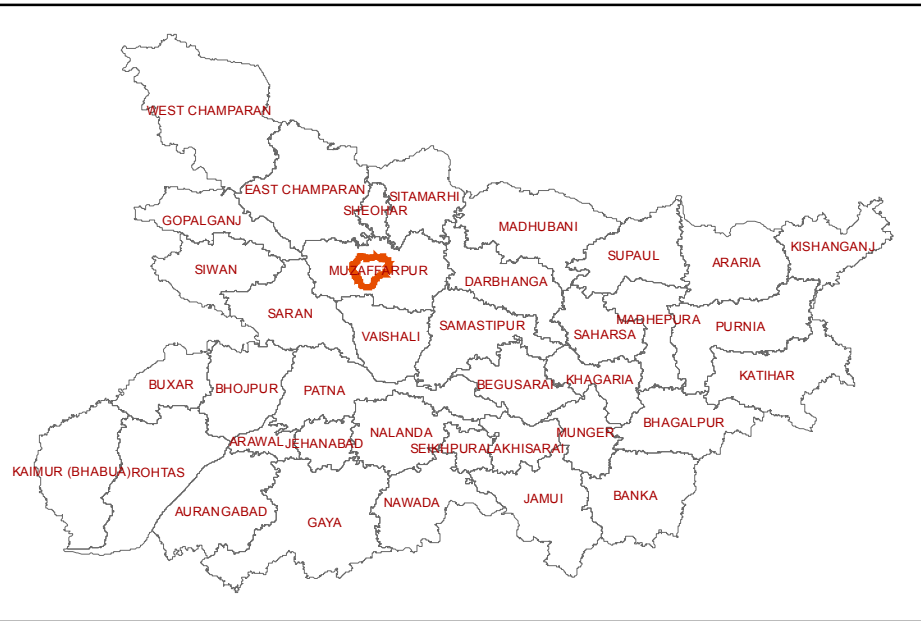 WEST CHAMPARAN
EAST CHAMPARAN
SITAMARHI
SHEOHAR
GOPALGANJ
MADHUBANI
KISHANGANJ
SUPAUL
ARARIA
SIWAN
MUZAFFARPUR
DARBHANGA
SARAN
VAISHALI
SAMASTIPUR
SAHARSA
MADHEPURA
PURNIA
BUXAR
BHOJPUR
PATNA
BEGUSARAI
KHAGARIA
KATIHAR
ARAWAL
JEHANABAD
NALANDA
SEIKHPURA
LAKHISARAT
MUNGER
BHAGALPUR
KAIMUR (BHABUA)
ROHTAS
AURANGABAD
GAYA
NAWADA
JAMUI
BANKA